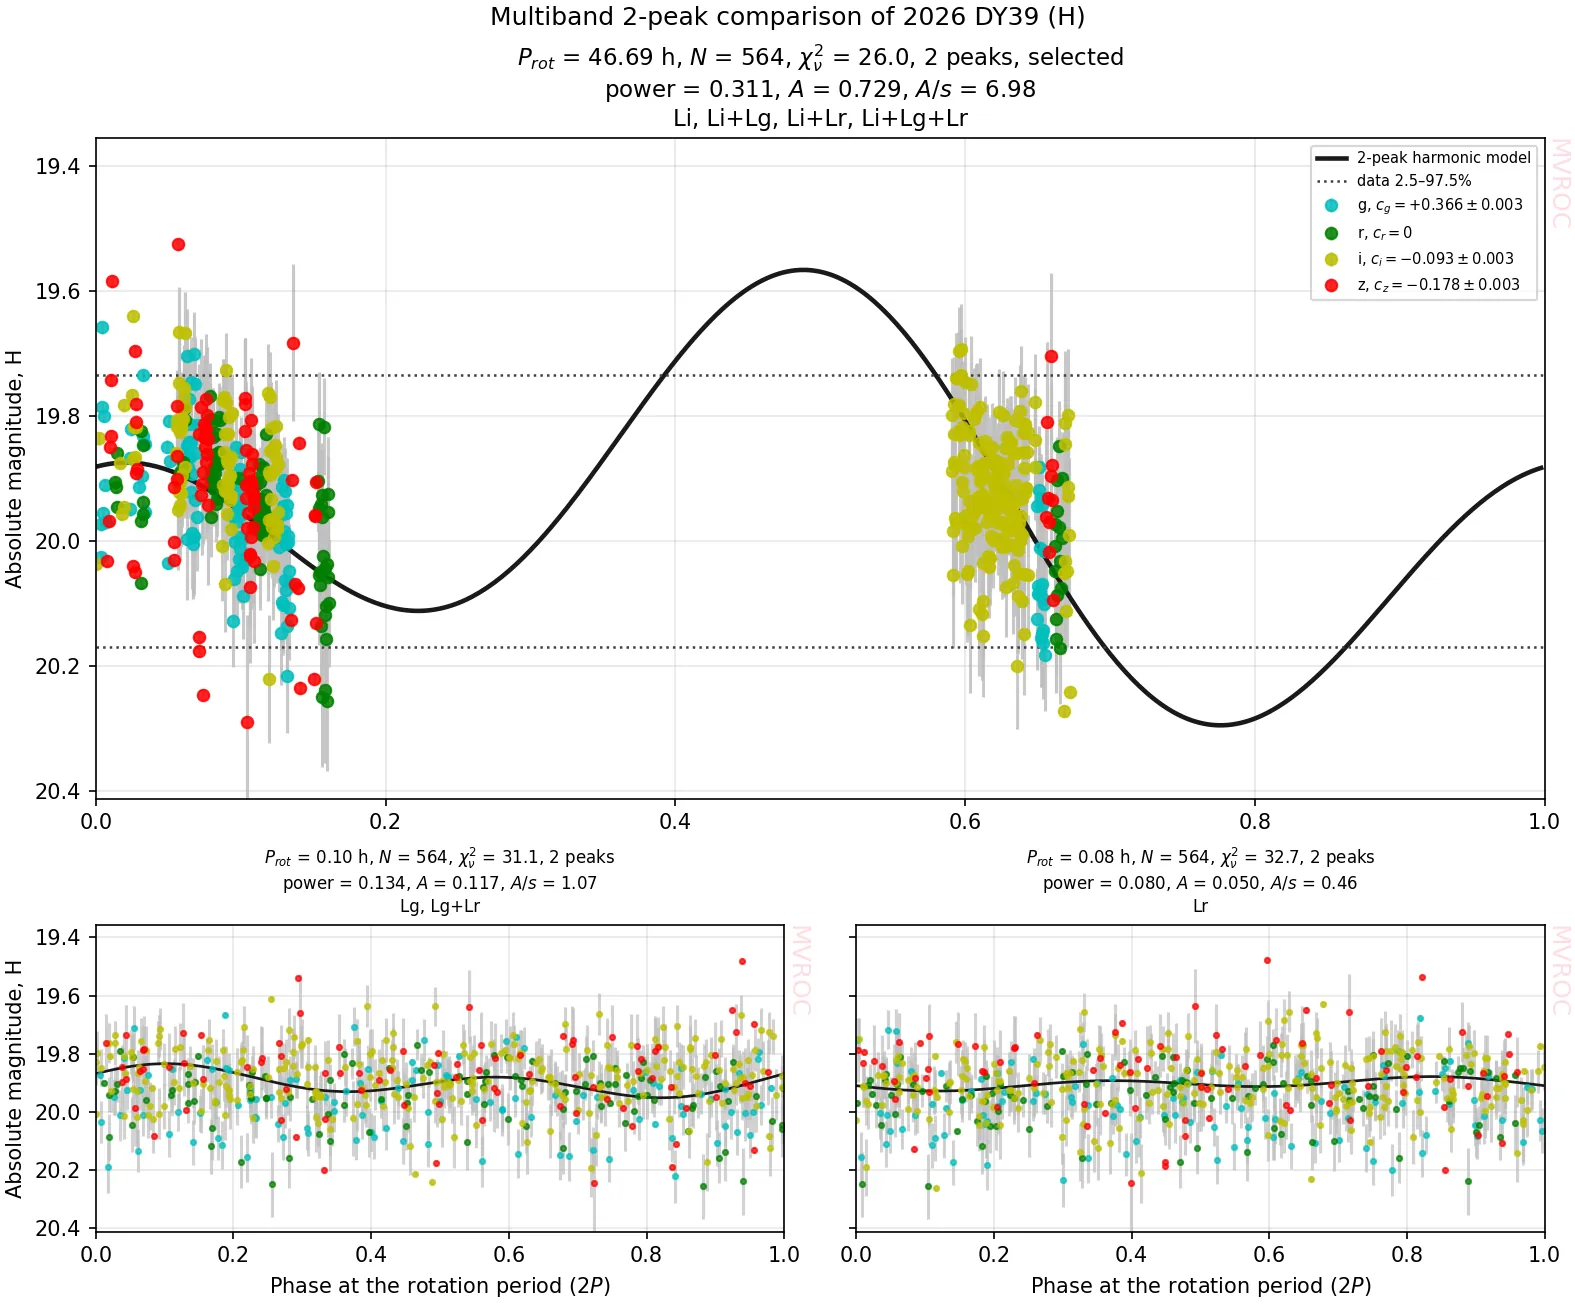 Multiband 2-peak comparison of 2026 DY39 (H)
P_rot = 46.69 h, N = 564, χ²_ν = 26.0, 2 peaks, selected
power = 0.311, A = 0.729, A/s = 6.98
Li, Li+Lg, Li+Lr, Li+Lg+Lr
2-peak harmonic model
data 2.5–97.5%
g, c_g = +0.366 ± 0.003
r, c_r = 0
i, c_i = −0.093 ± 0.003
z, c_z = −0.178 ± 0.003
MVROC
Absolute magnitude, H
19.4
19.6
19.8
20.0
20.2
20.4
0.0 0.2 0.4 0.6 0.8 1.0
P_rot = 0.10 h, N = 564, χ²_ν = 31.1, 2 peaks
power = 0.134, A = 0.117, A/s = 1.07
Lg, Lg+Lr
MVROC
Absolute magnitude, H
19.4
19.6
19.8
20.0
20.2
20.4
0.0 0.2 0.4 0.6 0.8 1.0
Phase at the rotation period (2P)
P_rot = 0.08 h, N = 564, χ²_ν = 32.7, 2 peaks
power = 0.080, A = 0.050, A/s = 0.46
Lr
MVROC
0.0 0.2 0.4 0.6 0.8 1.0
Phase at the rotation period (2P)